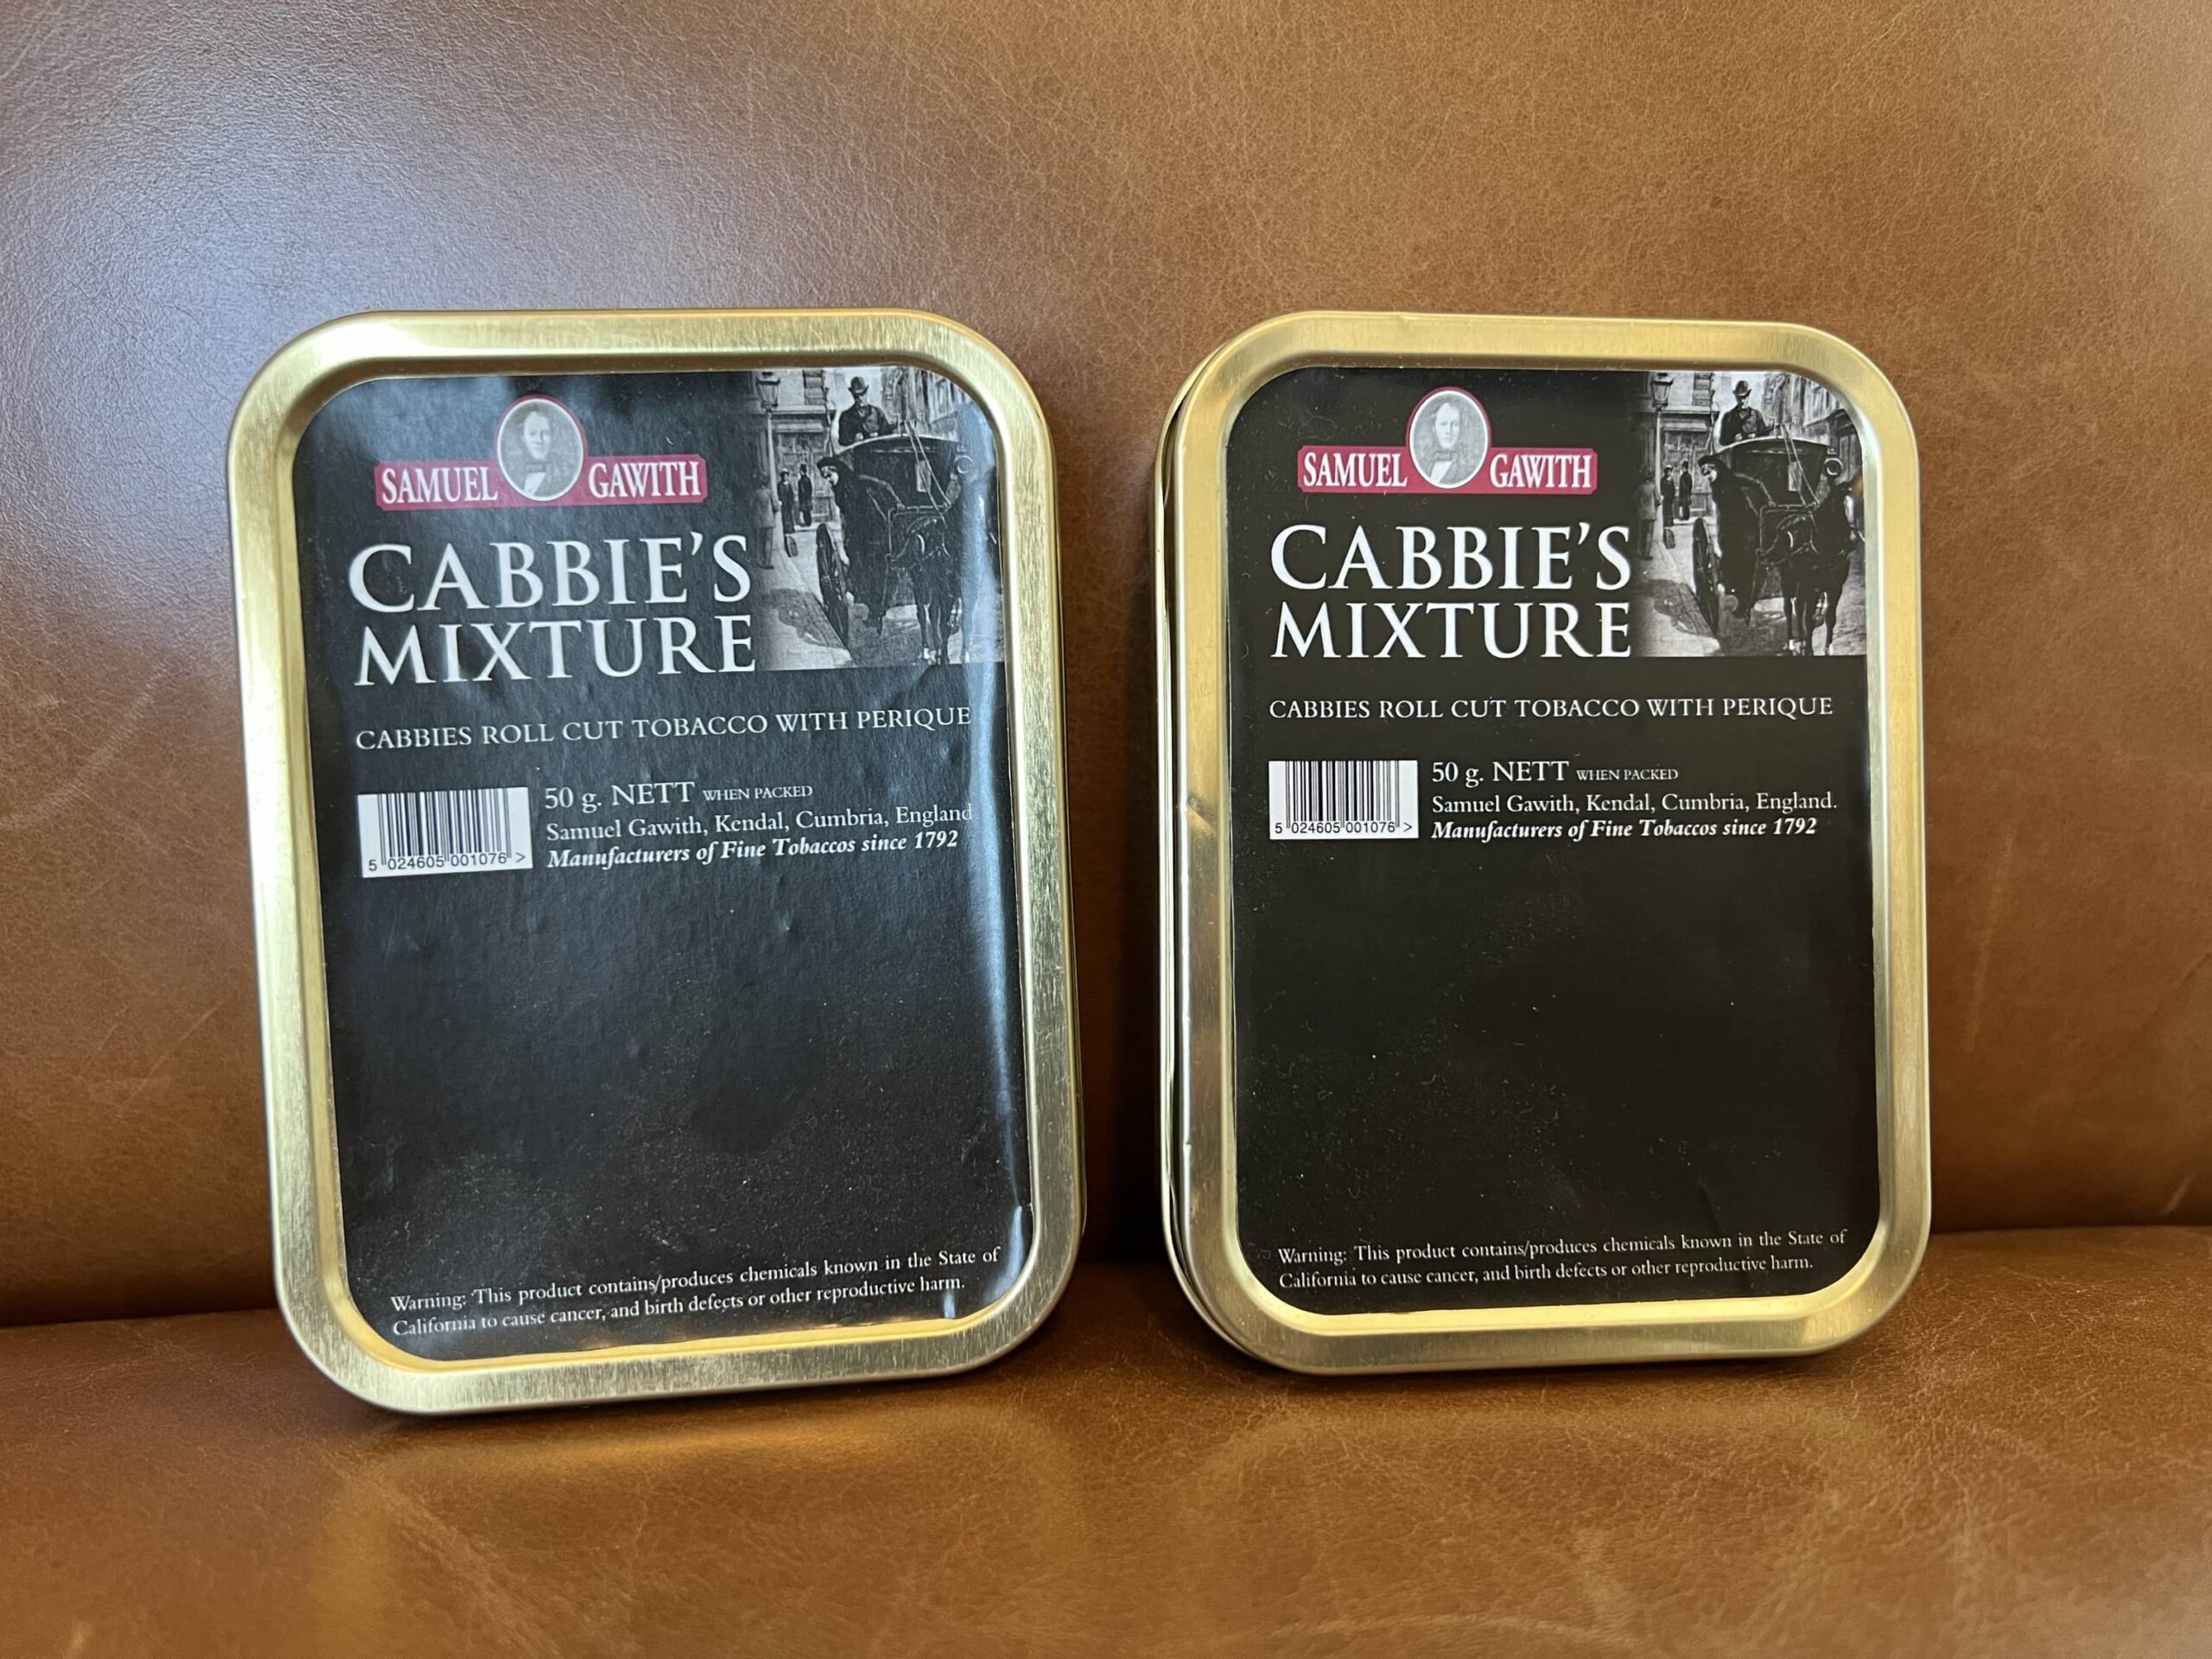 SAMUEL GAWITH
CABBIE'S
MIXTURE
CABBIES ROLL CUT TOBACCO WITH PERIQUE
50 g. NETT WHEN PACKED
Samuel Gawith, Kendal, Cumbria, England
Manufacturers of Fine Tobaccos since 1792
5 024605 001076 >
Warning: This product contains/produces chemicals known in the State of
California to cause cancer, and birth defects or other reproductive harm.
SAMUEL GAWITH
CABBIE'S
MIXTURE
CABBIES ROLL CUT TOBACCO WITH PERIQUE
50 g. NETT WHEN PACKED
Samuel Gawith, Kendal, Cumbria, England.
Manufacturers of Fine Tobaccos since 1792
5 024605 001076 >
Warning: This product contains/produces chemicals known in the State of
California to cause cancer, and birth defects or other reproductive harm.